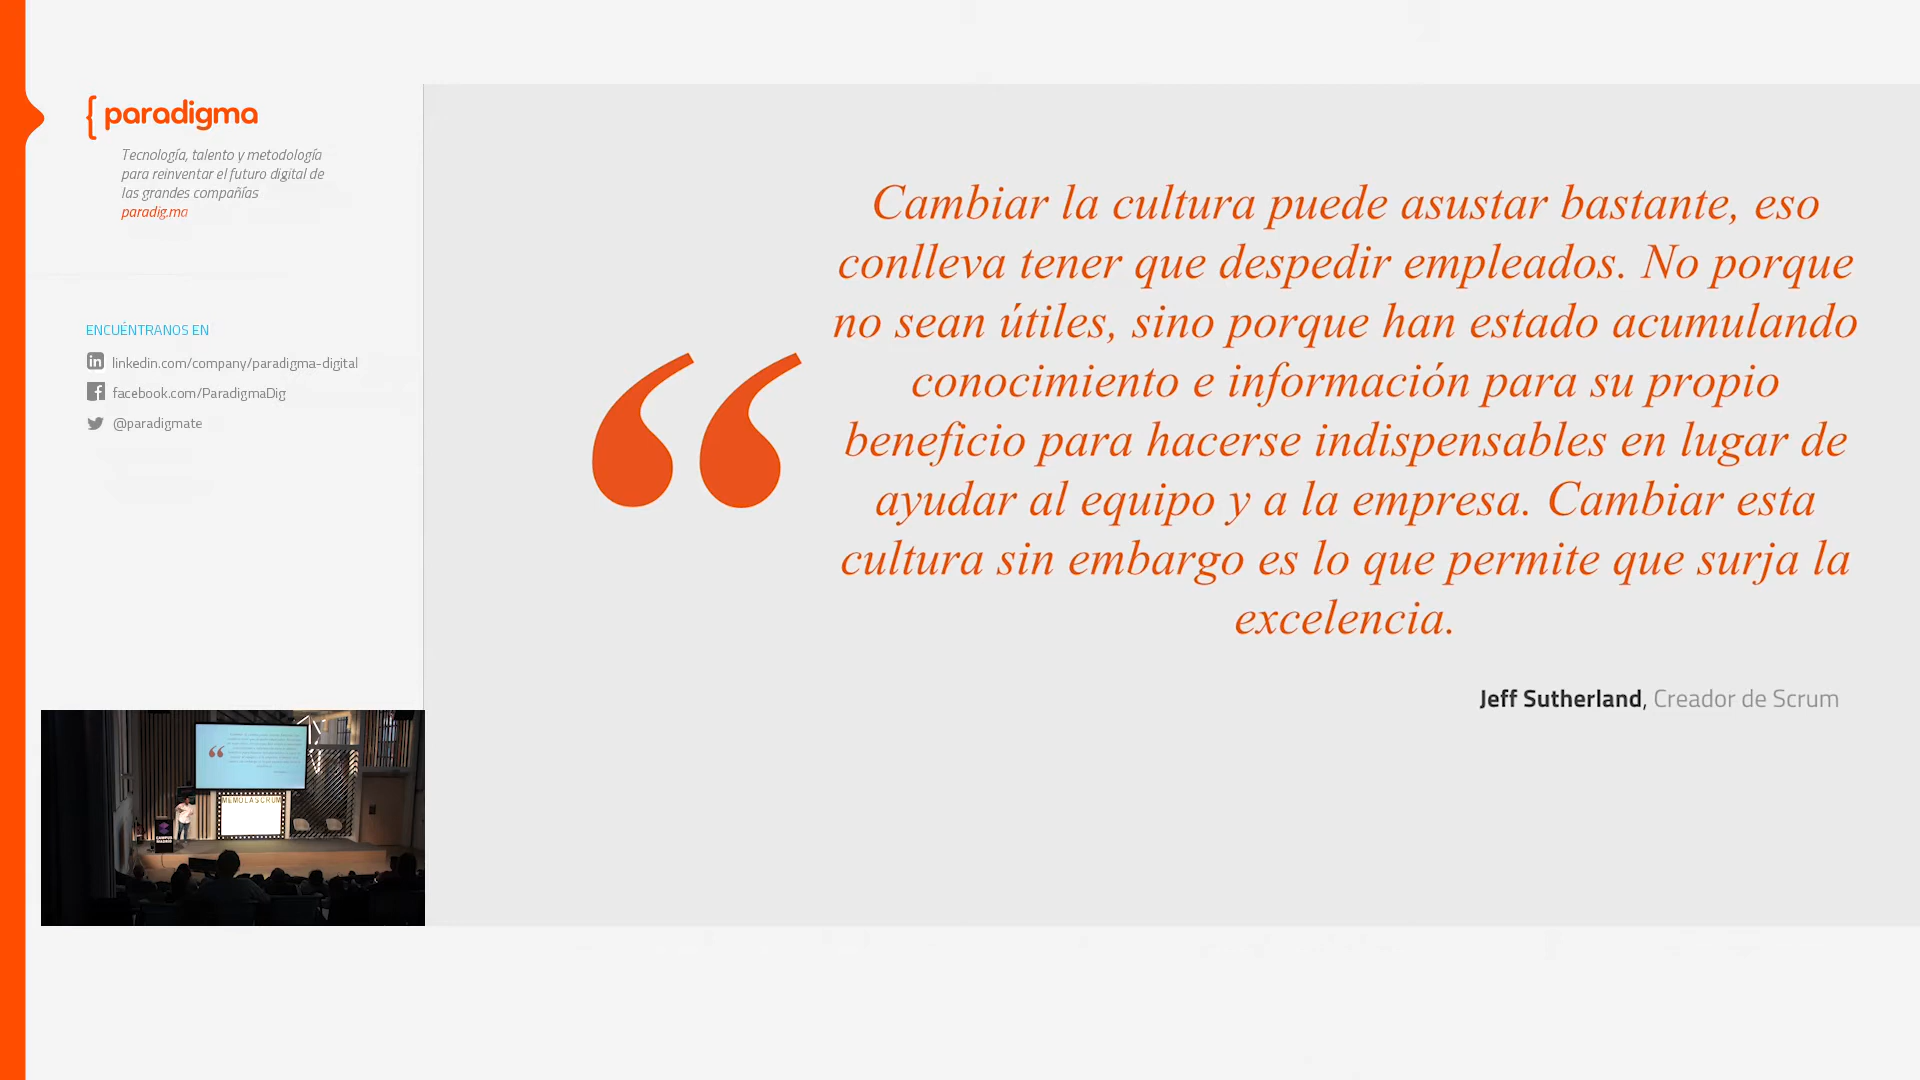 { paradigma
Tecnología, talento y metodología
para reinventar el futuro digital de
las grandes compañías
paradig.ma
ENCUÉNTRANOS EN
linkedin.com/company/paradigma-digital
facebook.com/ParadigmaDig
@paradigmate
“
Cambiar la cultura puede asustar bastante, eso
conlleva tener que despedir empleados. No porque
no sean útiles, sino porque han estado acumulando
conocimiento e información para su propio
beneficio para hacerse indispensables en lugar de
ayudar al equipo y a la empresa. Cambiar esta
cultura sin embargo es lo que permite que surja la
excelencia.
Jeff Sutherland, Creador de Scrum
MEMOLASCRUM
CAMPUS
MADRID